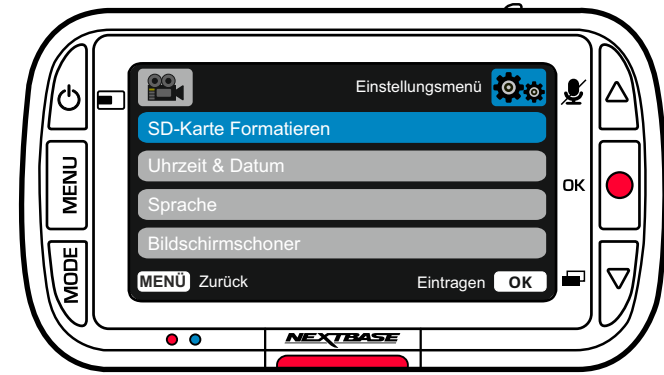 Einstellungsmenü
SD-Karte Formatieren
Uhrzeit & Datum
Sprache
Bildschirmschoner
MENÜ Zurück Eintragen OK
MENU
MODE
OK
NEXTBASE